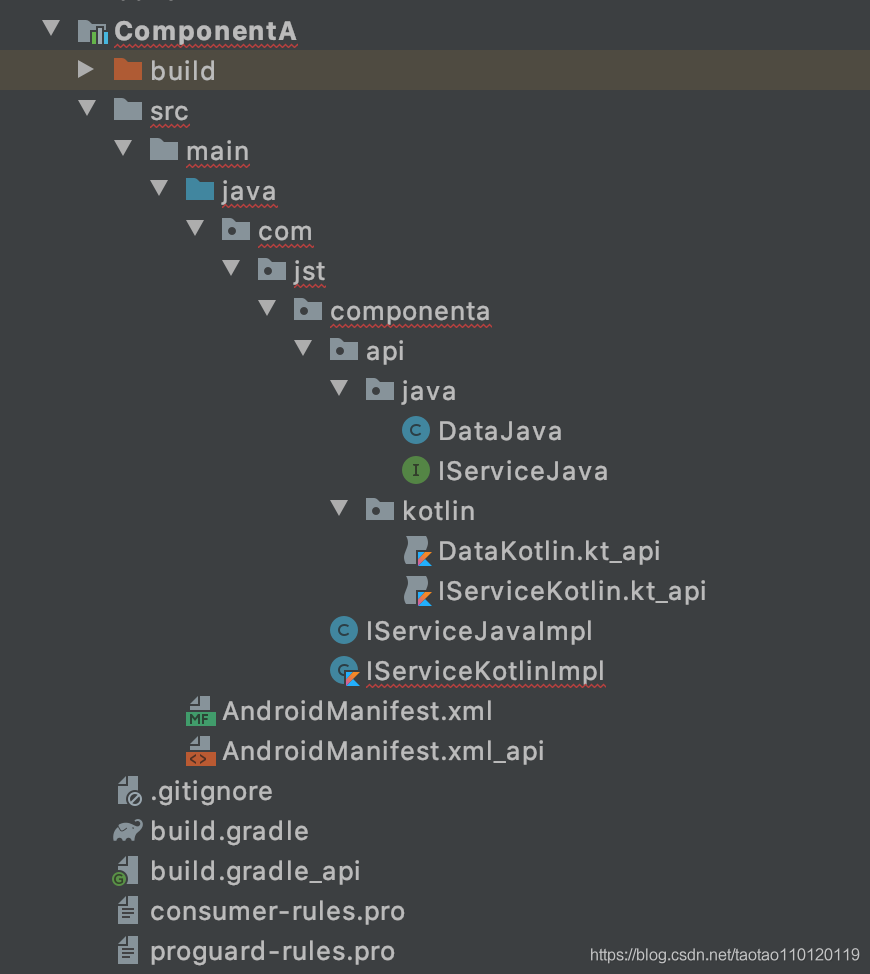 ComponentA
build
src
main
java
com
jst
componenta
api
java
DataJava
IServiceJava
kotlin
DataKotlin.kt_api
IServiceKotlin.kt_api
IServiceJavaImpl
IServiceKotlinImpl
AndroidManifest.xml
AndroidManifest.xml_api
.gitignore
build.gradle
build.gradle_api
consumer-rules.pro
proguard-rules.pro
https://blog.csdn.net/taotao110120119